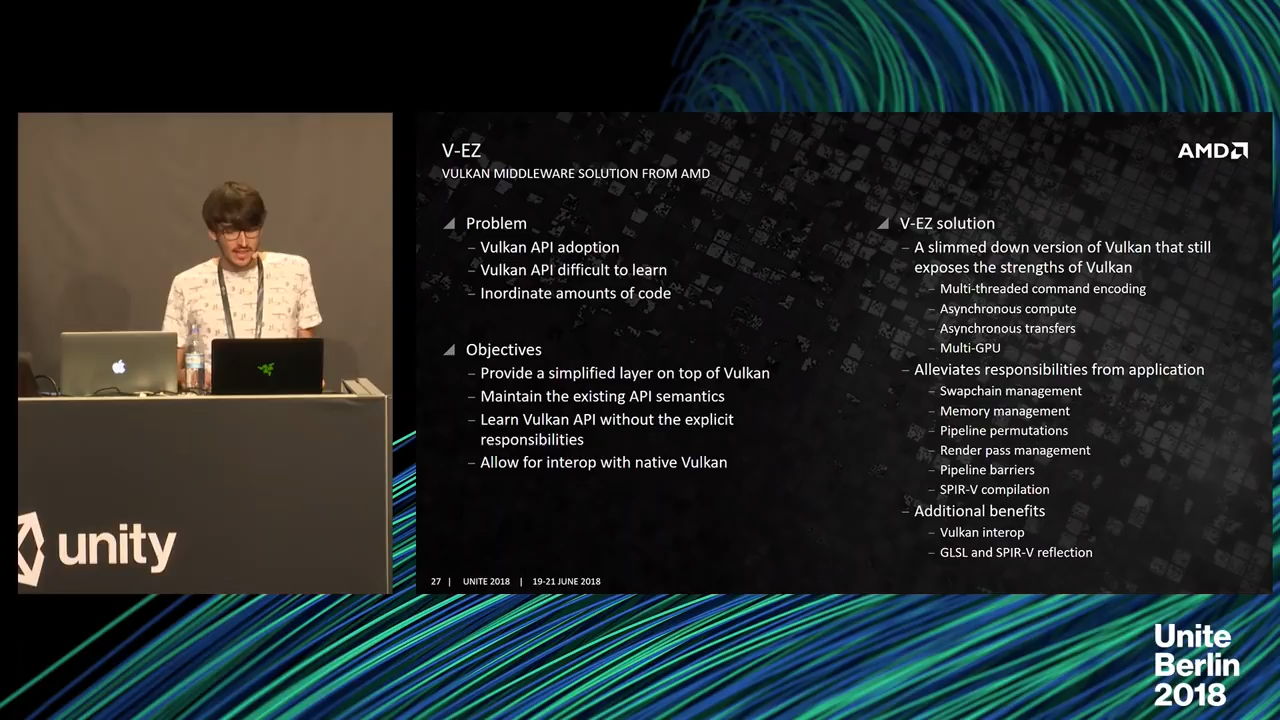 V-EZ
VULKAN MIDDLEWARE SOLUTION FROM AMD
AMD
Problem
– Vulkan API adoption
– Vulkan API difficult to learn
– Inordinate amounts of code
Objectives
– Provide a simplified layer on top of Vulkan
– Maintain the existing API semantics
– Learn Vulkan API without the explicit
responsibilities
– Allow for interop with native Vulkan
V-EZ solution
– A slimmed down version of Vulkan that still
exposes the strengths of Vulkan
– Multi-threaded command encoding
– Asynchronous compute
– Asynchronous transfers
– Multi-GPU
– Alleviates responsibilities from application
– Swapchain management
– Memory management
– Pipeline permutations
– Render pass management
– Pipeline barriers
– SPIR-V compilation
– Additional benefits
– Vulkan interop
– GLSL and SPIR-V reflection
27 | UNITE 2018 | 19-21 JUNE 2018
unity
Unite
Berlin
2018